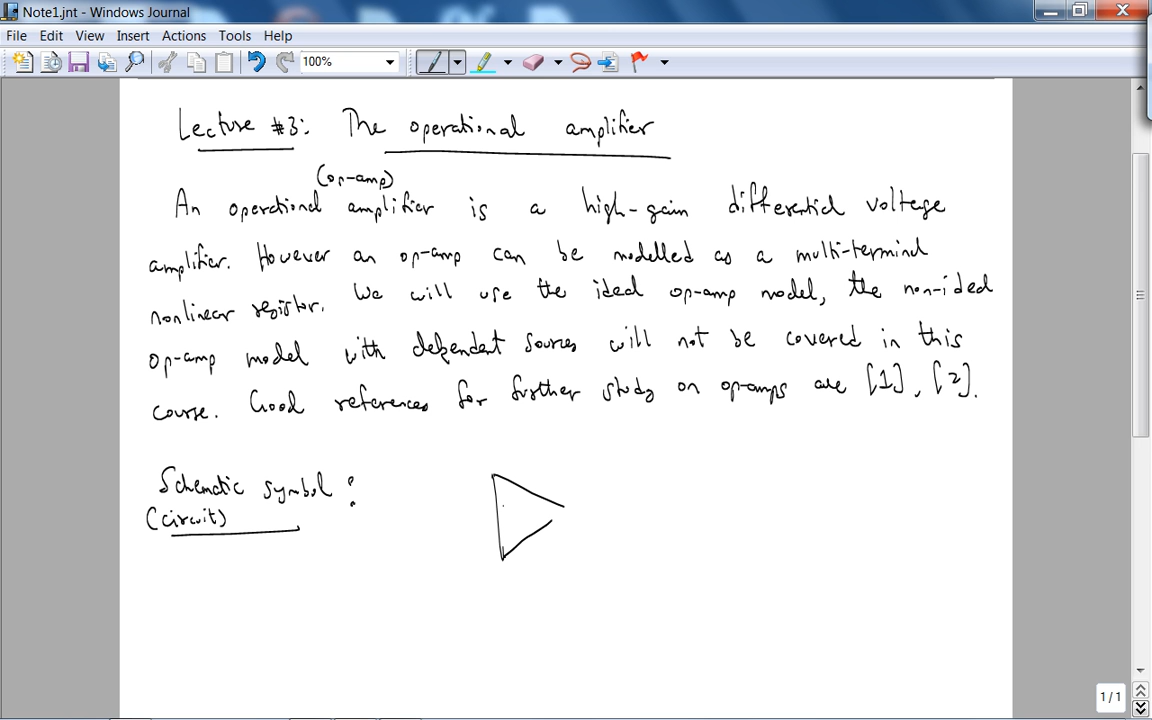 Note1.jnt - Windows Journal
File Edit View Insert Actions Tools Help
100%
Lecture #3: The operational amplifier
(op-amp)
An operational amplifier is a high-gain differential voltage
amplifier. However an op-amp can be modelled as a multi-terminal
nonlinear resistor. We will use the ideal op-amp model, the non-ideal
op-amp model with dependent sources will not be covered in this
course. Good references for further study on op-amps are [1], [2].
Schematic symbol :
(circuit)
1/1